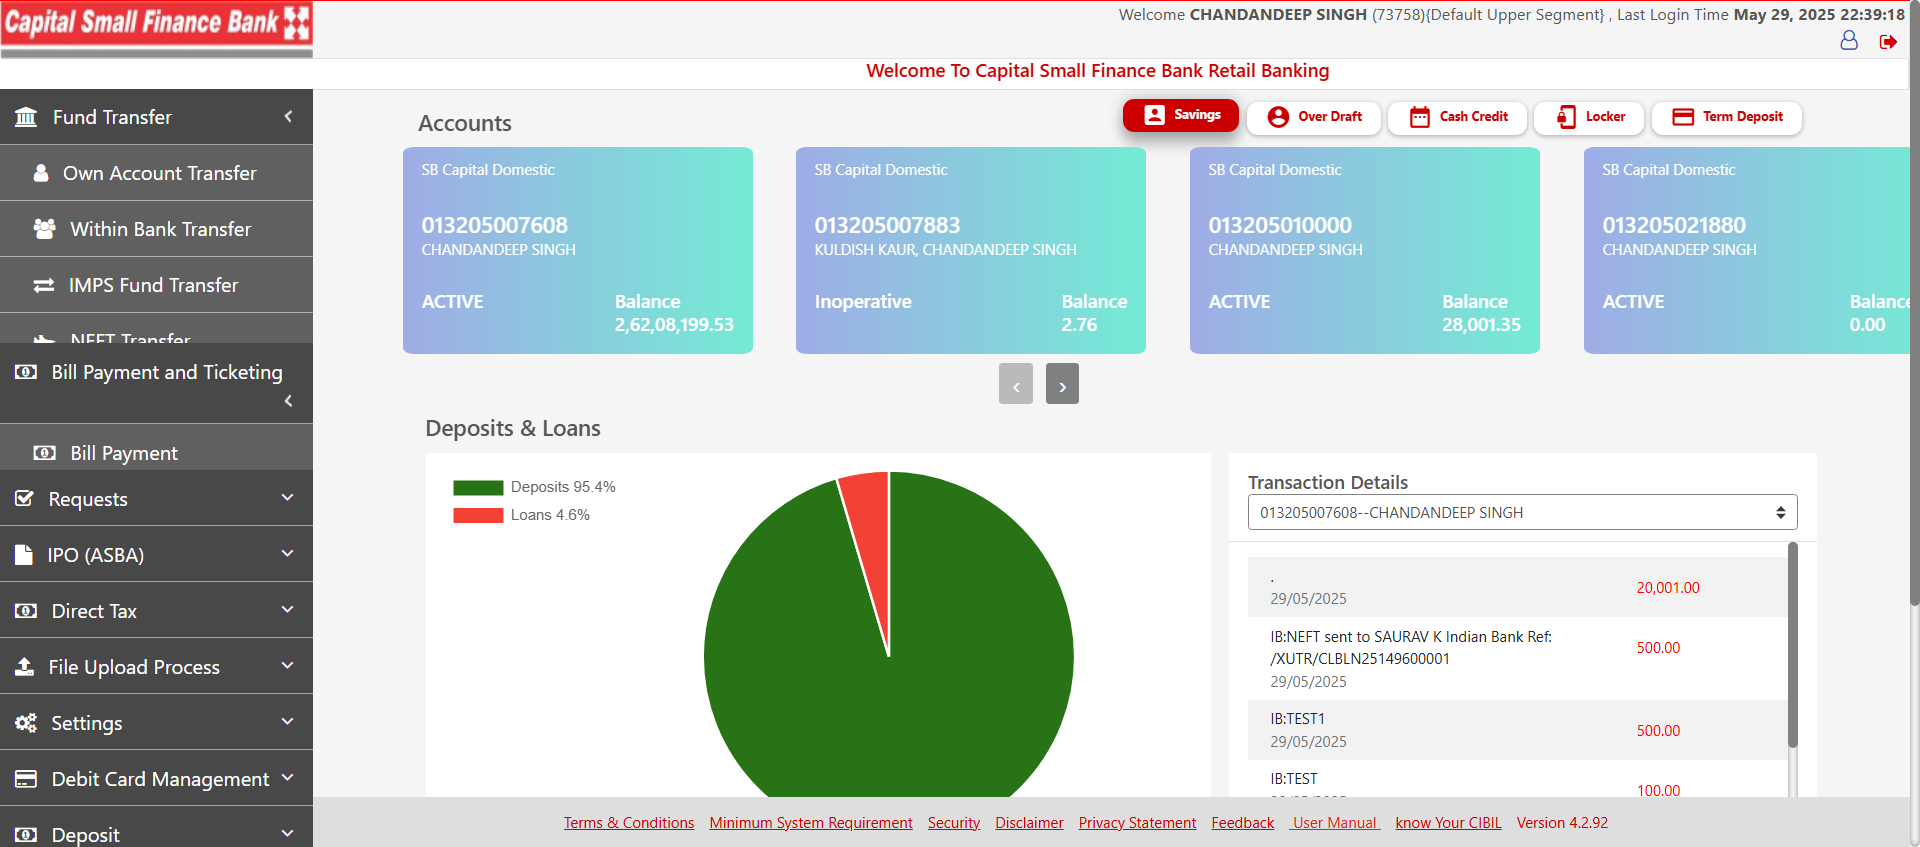 Capital Small Finance Bank
Welcome CHANDANDEEP SINGH (73758){Default Upper Segment} , Last Login Time May 29, 2025 22:39:18
Welcome To Capital Small Finance Bank Retail Banking
Fund Transfer
Own Account Transfer
Within Bank Transfer
IMPS Fund Transfer
NEFT Transfer
Bill Payment and Ticketing
Bill Payment
Requests
IPO (ASBA)
Direct Tax
File Upload Process
Settings
Debit Card Management
Deposit
Accounts
Savings
Over Draft
Cash Credit
Locker
Term Deposit
SB Capital Domestic
013205007608
CHANDANDEEP SINGH
ACTIVE
Balance
2,62,08,199.53
SB Capital Domestic
013205007883
KULDISH KAUR, CHANDANDEEP SINGH
Inoperative
Balance
2.76
SB Capital Domestic
013205010000
CHANDANDEEP SINGH
ACTIVE
Balance
28,001.35
SB Capital Domestic
013205021880
CHANDANDEEP SINGH
ACTIVE
Balance
0.00
‹ ›
Deposits & Loans
Deposits 95.4%
Loans 4.6%
Transaction Details
013205007608--CHANDANDEEP SINGH
.
29/05/2025
20,001.00
IB:NEFT sent to SAURAV K Indian Bank Ref:
/XUTR/CLBLN25149600001
29/05/2025
500.00
IB:TEST1
29/05/2025
500.00
IB:TEST
100.00
Terms & Conditions Minimum System Requirement Security Disclaimer Privacy Statement Feedback User Manual know Your CIBIL Version 4.2.92